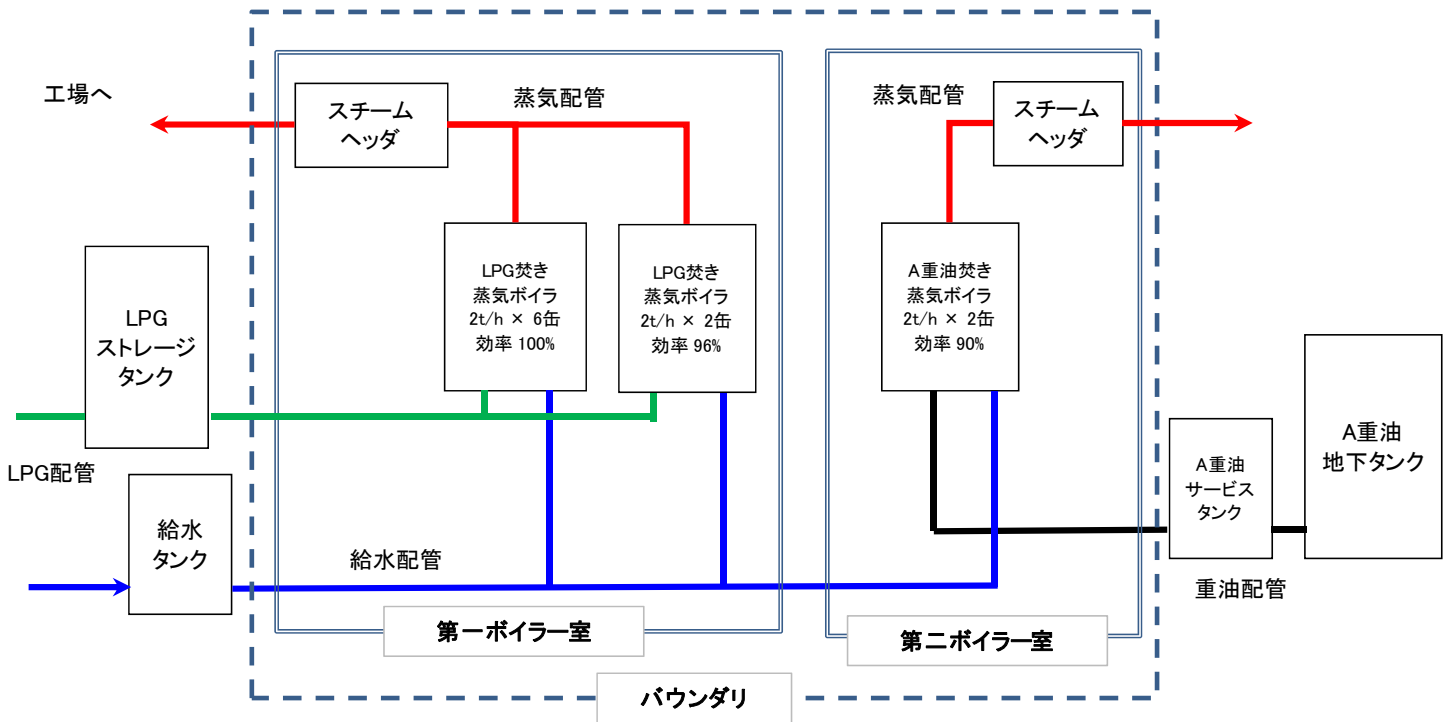 工場へ
スチーム
ヘッダ
蒸気配管
蒸気配管
スチーム
ヘッダ
LPG
ストレージ
タンク
LPG焚き
蒸気ボイラ
2t/h × 6缶
効率 100%
LPG焚き
蒸気ボイラ
2t/h × 2缶
効率 96%
A重油焚き
蒸気ボイラ
2t/h × 2缶
効率 90%
LPG配管
給水
タンク
給水配管
A重油
サービス
タンク
A重油
地下タンク
重油配管
第一ボイラー室
第二ボイラー室
バウンダリ